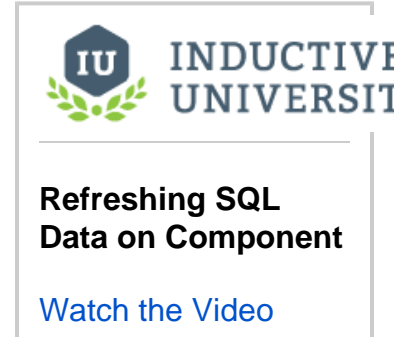 IU
INDUCTIVE
UNIVERSIT
Refreshing SQL
Data on Component
Watch the Video